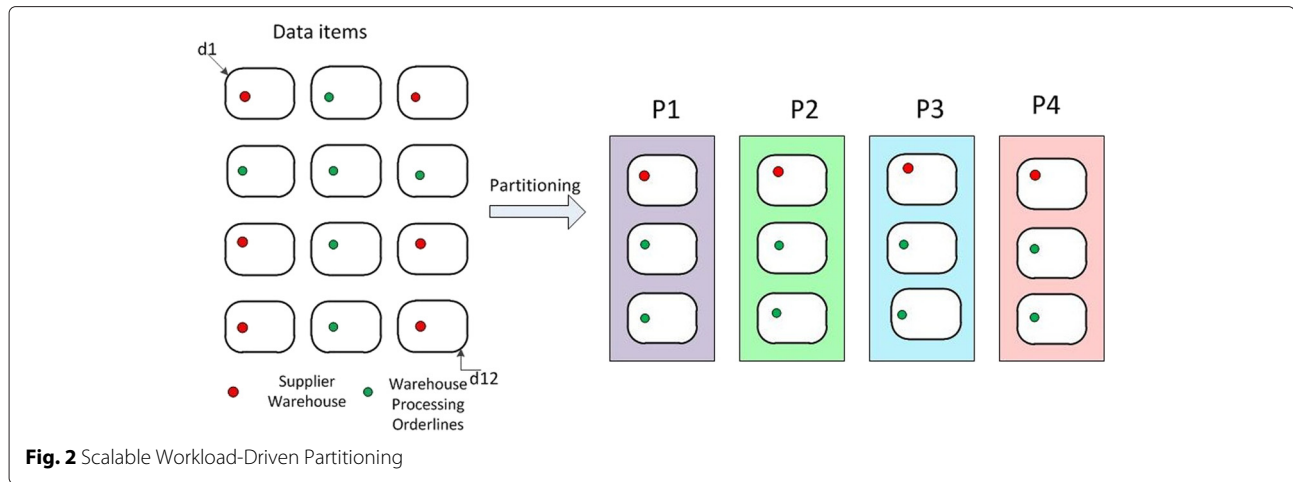 Data items
d1
P1
P2
P3
P4
Partitioning
d12
Supplier
Warehouse
Warehouse
Processing
Orderlines
Fig. 2 Scalable Workload-Driven Partitioning